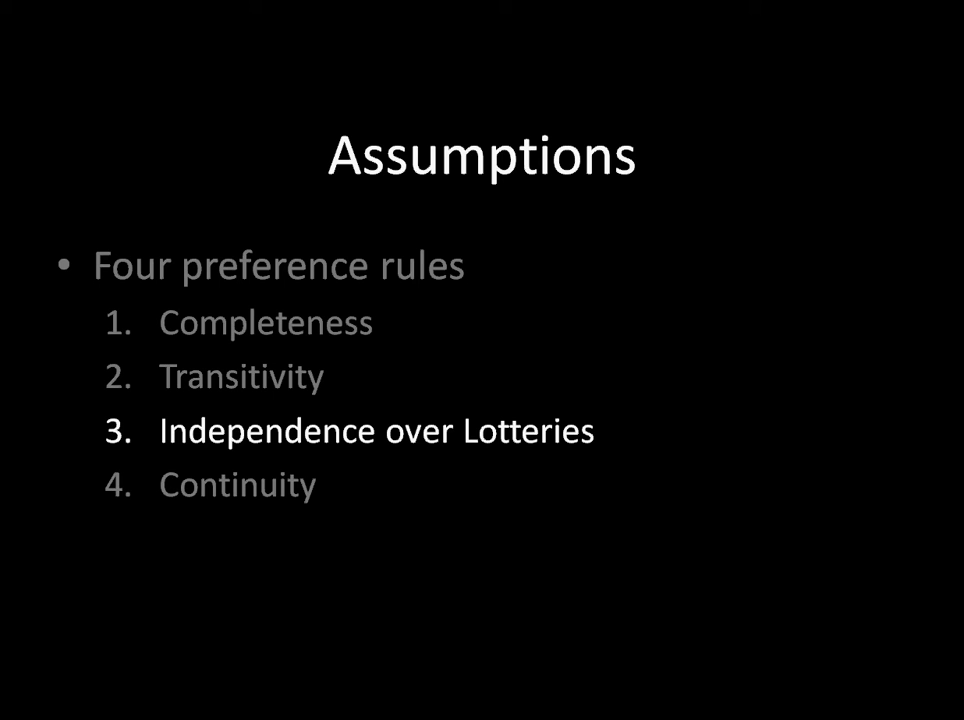 Assumptions
• Four preference rules
1. Completeness
2. Transitivity
3. Independence over Lotteries
4. Continuity